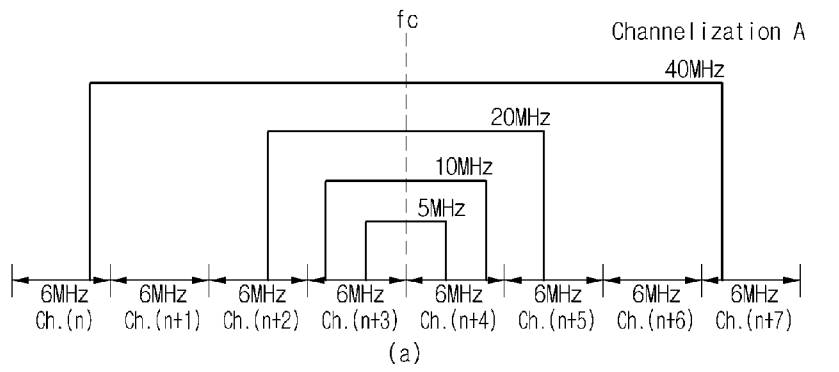 fc
Channelization A
40MHz
20MHz
10MHz
5MHz
6MHz 6MHz 6MHz 6MHz 6MHz 6MHz 6MHz 6MHz
Ch.(n) Ch.(n+1) Ch.(n+2) Ch.(n+3) Ch.(n+4) Ch.(n+5) Ch.(n+6) Ch.(n+7)
(a)